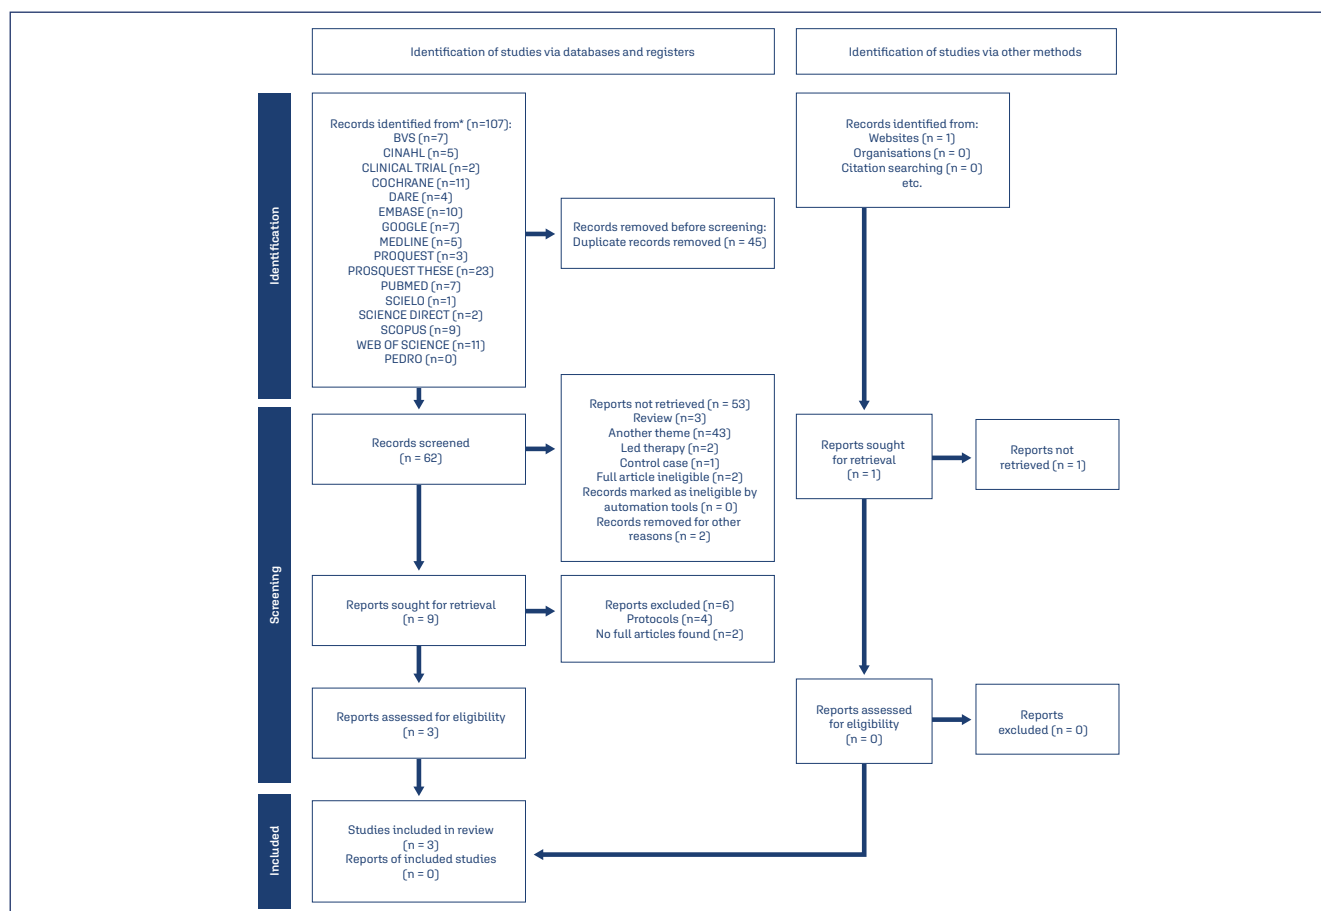 Identification of studies via databases and registers
Identification of studies via other methods
Identification
Records identified from* (n=107):
BVS (n=7)
CINAHL (n=5)
CLINICAL TRIAL (n=2)
COCHRANE (n=11)
DARE (n=4)
EMBASE (n=10)
GOOGLE (n=7)
MEDLINE (n=5)
PROQUEST (n=3)
PROSQUEST THESE (n=23)
PUBMED (n=7)
SCIELO (n=1)
SCIENCE DIRECT (n=2)
SCOPUS (n=9)
WEB OF SCIENCE (n=11)
PEDRO (n=0)
Records removed before screening:
Duplicate records removed (n = 45)
Records identified from:
Websites (n = 1)
Organisations (n = 0)
Citation searching (n = 0)
etc.
Screening
Records screened
(n = 62)
Reports not retrieved (n = 53)
Review (n=3)
Another theme (n=43)
Led therapy (n=2)
Control case (n=1)
Full article ineligible (n=2)
Records marked as ineligible by
automation tools (n = 0)
Records removed for other
reasons (n = 2)
Reports sought
for retrieval
(n = 1)
Reports not
retrieved (n = 1)
Reports sought for retrieval
(n = 9)
Reports excluded (n=6)
Protocols (n=4)
No full articles found (n=2)
Reports assessed for eligibility
(n = 3)
Reports assessed
for eligibility
(n = 0)
Reports
excluded (n = 0)
Included
Studies included in review
(n = 3)
Reports of included studies
(n = 0)